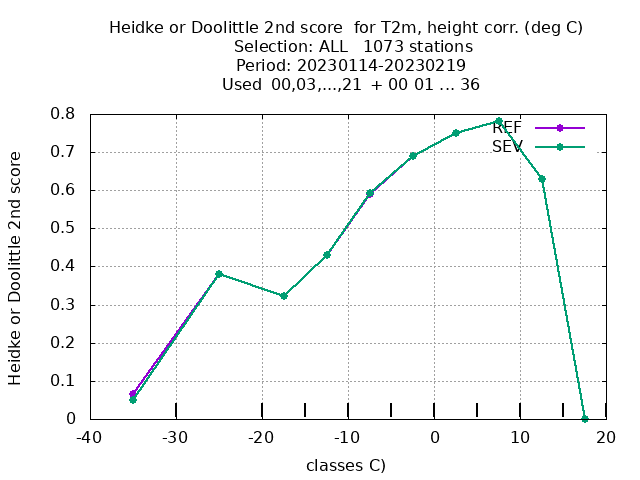 Heidke or Doolittle 2nd score  for T2m, height corr. (deg C)
Selection: ALL   1073 stations
Period: 20230114-20230219
Used  00,03,...,21  + 00 01 ... 36
0.8
0.7
0.6
0.5
0.4
0.3
0.2
0.1
0
Heidke or Doolittle 2nd score
REF
SEV
-40 -30 -20 -10 0 10 20
classes C)